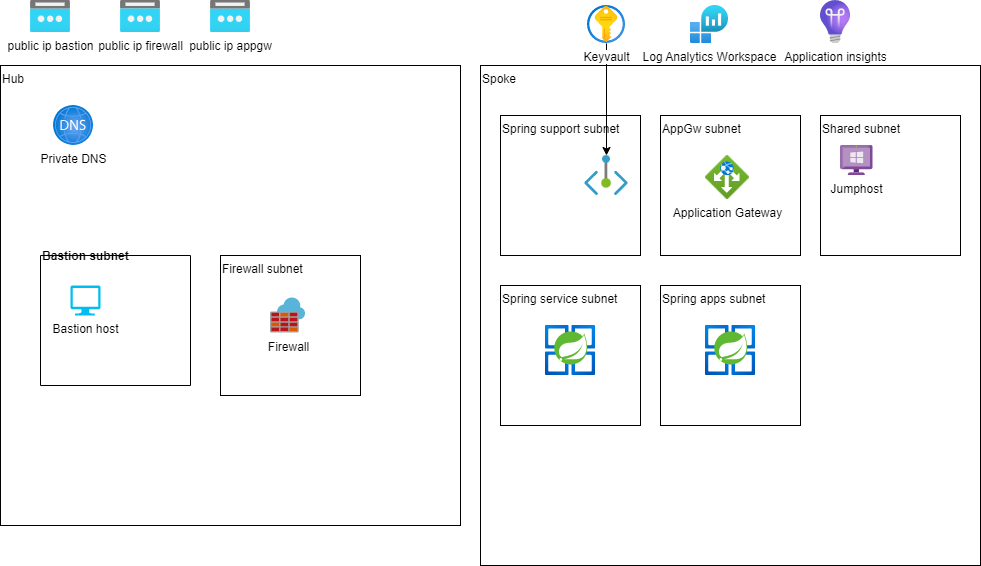 public ip bastion
public ip firewall
public ip appgw
Keyvault
Log Analytics Workspace
Application insights
Hub
Spoke
DNS
Private DNS
Spring support subnet
AppGw subnet
Shared subnet
Jumphost
Application Gateway
Bastion subnet
Firewall subnet
Bastion host
Firewall
Spring service subnet
Spring apps subnet